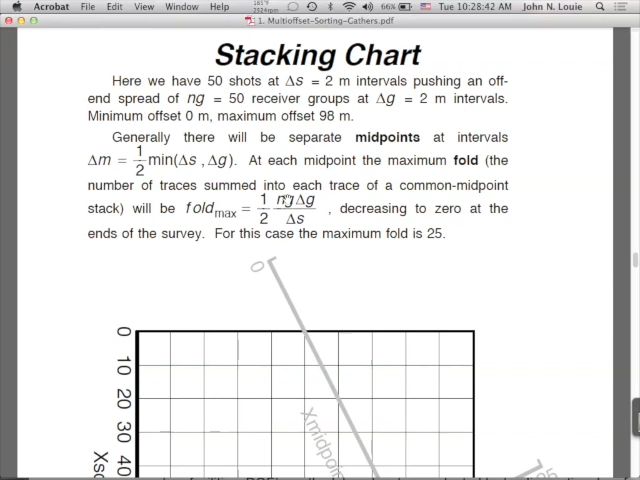 Acrobat File Edit View Window Help 185°F 2524rpm 66% Tue 10:28:42 AM John N. Louie
1. Multioffset-Sorting-Gathers.pdf
Stacking Chart
Here we have 50 shots at Δs = 2 m intervals pushing an off-
end spread of ng = 50 receiver groups at Δg = 2 m intervals.
Minimum offset 0 m, maximum offset 98 m.
Generally there will be separate midpoints at intervals
Δm = 1/2 min(Δs , Δg). At each midpoint the maximum fold (the
number of traces summed into each trace of a common-midpoint
stack) will be fold_max = 1/2 ngΔg/Δs , decreasing to zero at the
ends of the survey. For this case the maximum fold is 25.
0
0
10
20
30
40
Xmidpoin